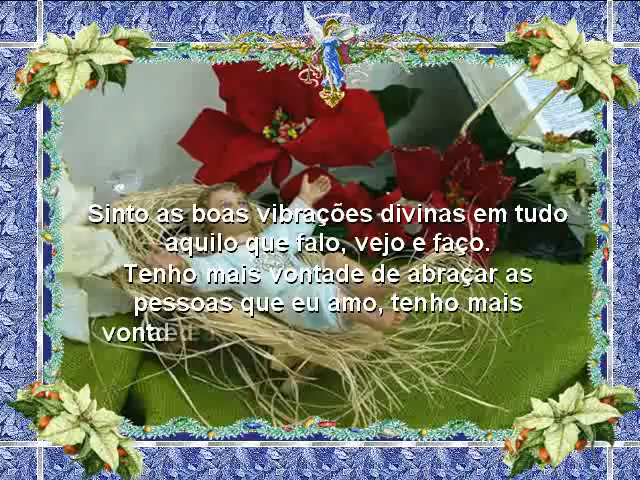 Sinto as boas vibrações divinas em tudo
aquilo que falo, vejo e faço.
Tenho mais vontade de abraçar as
pessoas que eu amo, tenho mais